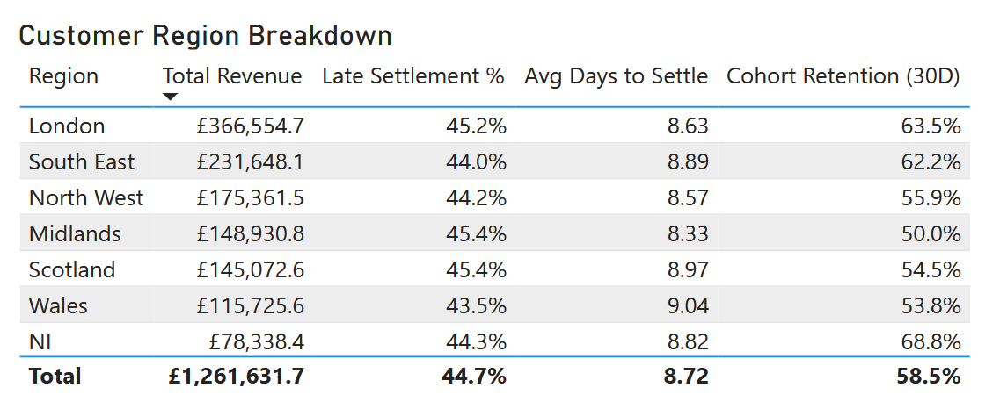 Customer Region Breakdown
Region Total Revenue Late Settlement % Avg Days to Settle Cohort Retention (30D)
London £366,554.7 45.2% 8.63 63.5%
South East £231,648.1 44.0% 8.89 62.2%
North West £175,361.5 44.2% 8.57 55.9%
Midlands £148,930.8 45.4% 8.33 50.0%
Scotland £145,072.6 45.4% 8.97 54.5%
Wales £115,725.6 43.5% 9.04 53.8%
NI £78,338.4 44.3% 8.82 68.8%
Total £1,261,631.7 44.7% 8.72 58.5%